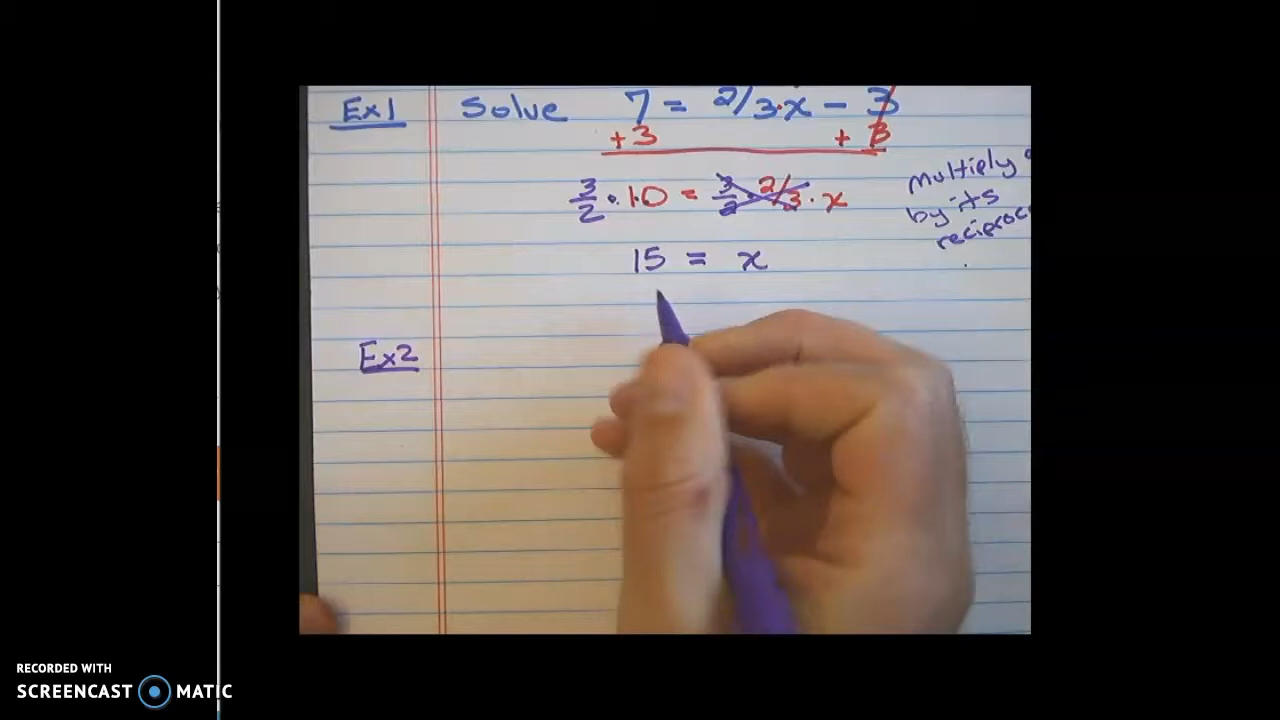 Ex1 Solve 7 = 2/3·x - 3
+3 + 3
3/2 · 10 = 3/2 · 2/3 · x
multiply
by its
15 = x
Ex2
RECORDED WITH
SCREENCAST MATIC